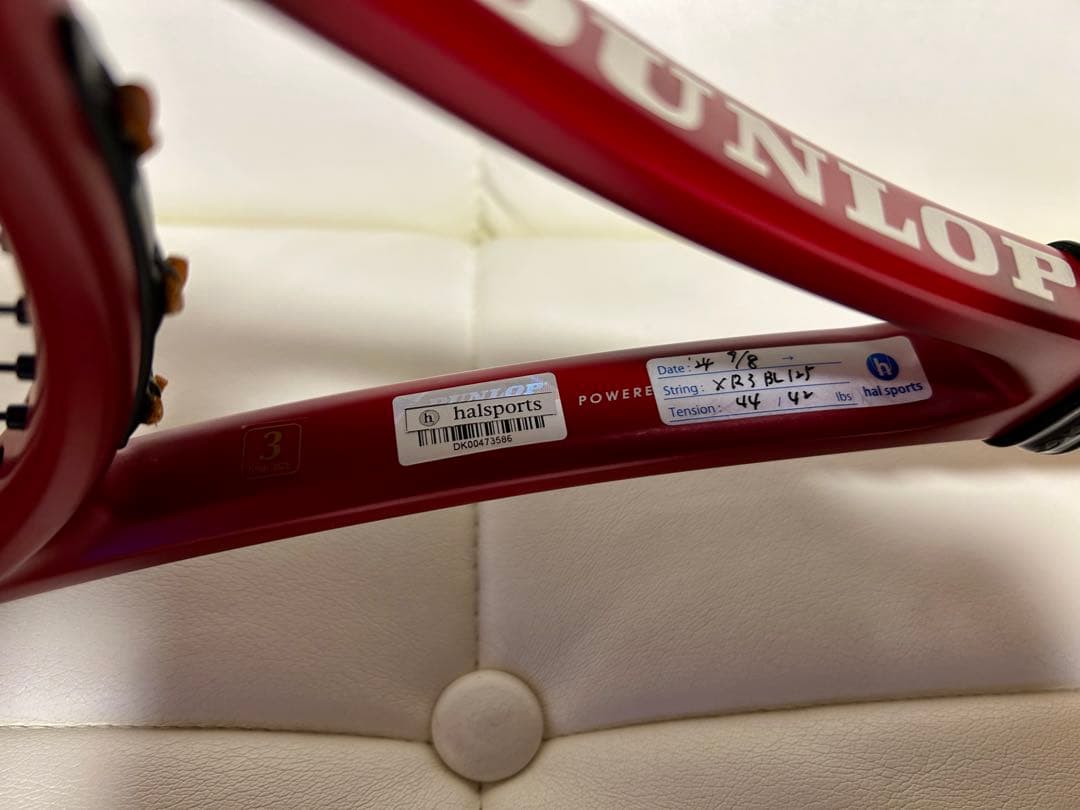 DUNLOP
3
DUNLOP
h halsports
DK00473586
POWERE
Date: '24 9/8 →
String: XR3 BL125
Tension: 44 , 42 lbs
h
hal sports